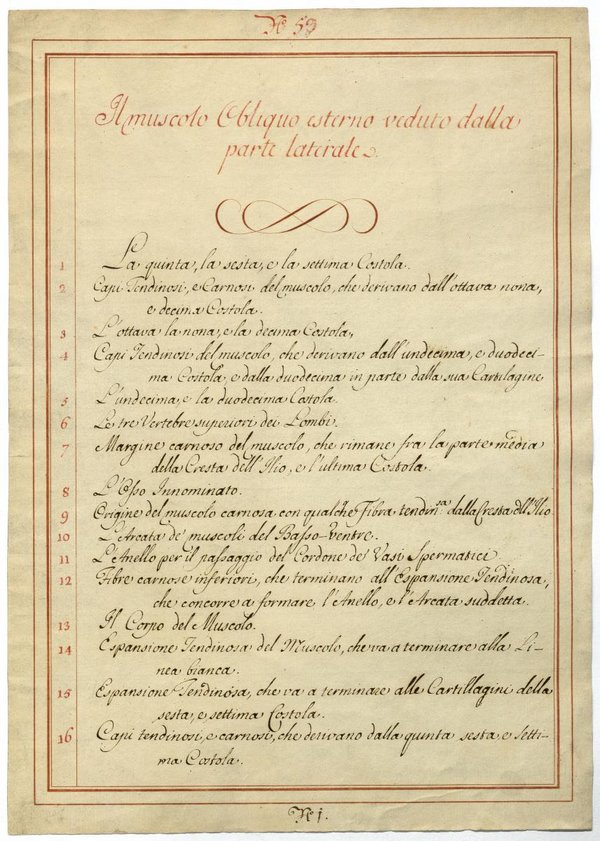 Nº 53
Il muscolo Obliquo esterno veduto dalla
parte laterale.
1 La quinta, la sesta, e la settima Costola.
2 Capi Tendinosi, e Carnosi del muscolo, che derivano dall'ottava nona,
e decima Costola.
3 L'ottava la nona, e la decima Costola,
4 Capi Tendinosi del muscolo, che derivano dall'undecima, e duodeci-
ma Costola, e dalla duodecima in parte dalla sua Cartilagine
5 L'undecima, e la duodecima Costola.
6 Le tre Vertebre superiori dei Lombi.
7 Margine carnoso del muscolo, che rimane fra la parte media
della Cresta dell'Ilio, e l'ultima Costola.
8 L'Osso Innominato.
9 Origine del muscolo carnosa con qualche Fibra tendin.sa dalla Cresta dll'Ilio
10 L'Arcata de' muscoli del Basso-ventre.
11 L'Anello per il passaggio del Cordone de' Vasi Spermatici
12 Fibre carnose inferiori, che terminano all'Espansione Tendinosa,
che concorre a formare l'Anello, e l'Arcata suddetta.
13 Il Corpo del Muscolo.
14 Espansione Tendinosa del Muscolo, che va a terminare alla Li-
nea bianca.
15 Espansione Tendinosa, che va a terminare alle Cartillagini della
sesta, e settima Costola.
16 Capi tendinosi, e carnosi, che derivano dalla quinta sesta, e Setti-
ma Costola.
Nº 1.